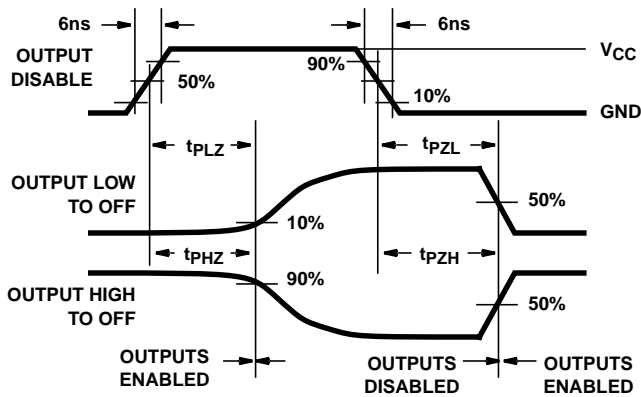 6ns
6ns
OUTPUT
DISABLE
50%
90%
10%
VCC
GND
tPLZ
tPZL
OUTPUT LOW
TO OFF
10%
50%
tPHZ
tPZH
90%
OUTPUT HIGH
TO OFF
50%
OUTPUTS
ENABLED
OUTPUTS
DISABLED
OUTPUTS
ENABLED